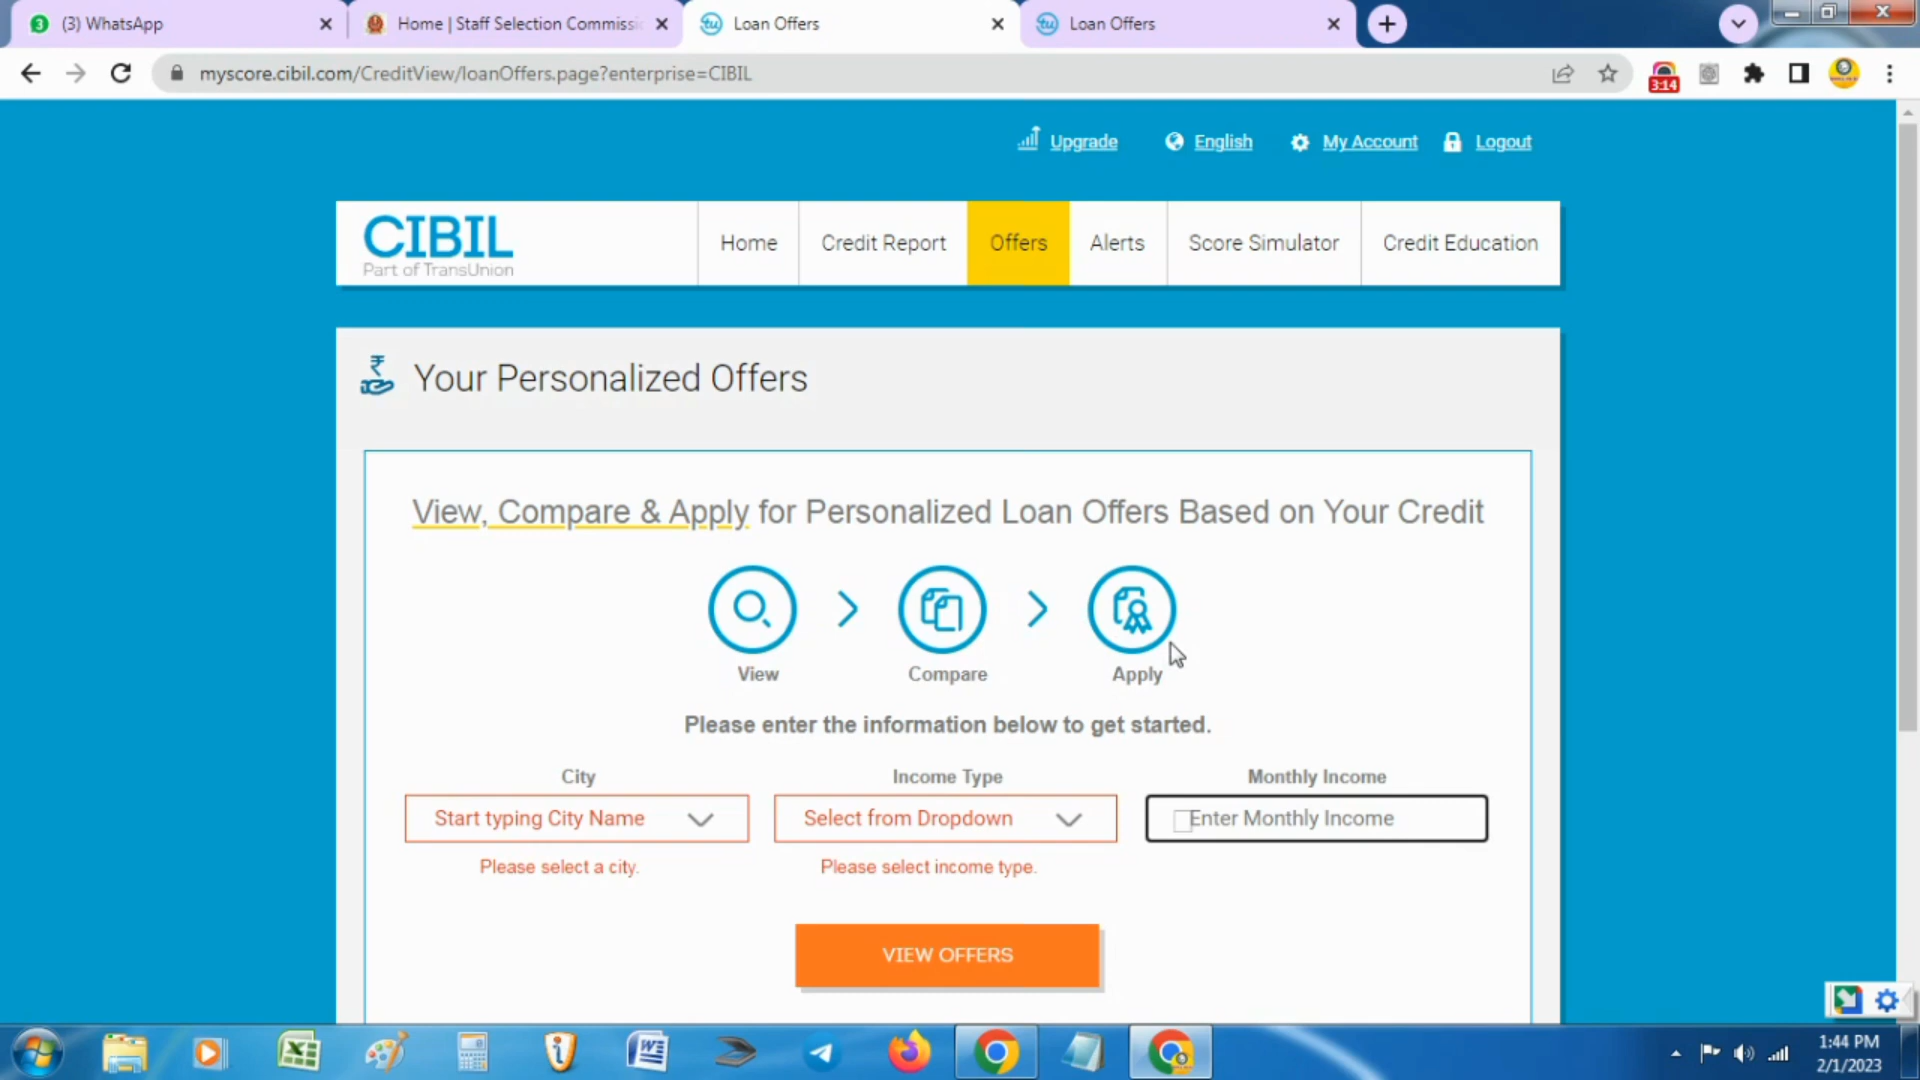 (3) WhatsApp
Home | Staff Selection Commissi
Loan Offers
Loan Offers
myscore.cibil.com/CreditView/loanOffers.page?enterprise=CIBIL
3:14
Upgrade
English
My Account
Logout
CIBIL
Part of TransUnion
Home
Credit Report
Offers
Alerts
Score Simulator
Credit Education
Your Personalized Offers
View, Compare & Apply for Personalized Loan Offers Based on Your Credit
View
Compare
Apply
Please enter the information below to get started.
City
Income Type
Monthly Income
Start typing City Name
Select from Dropdown
Enter Monthly Income
Please select a city.
Please select income type.
VIEW OFFERS
1:44 PM
2/1/2023